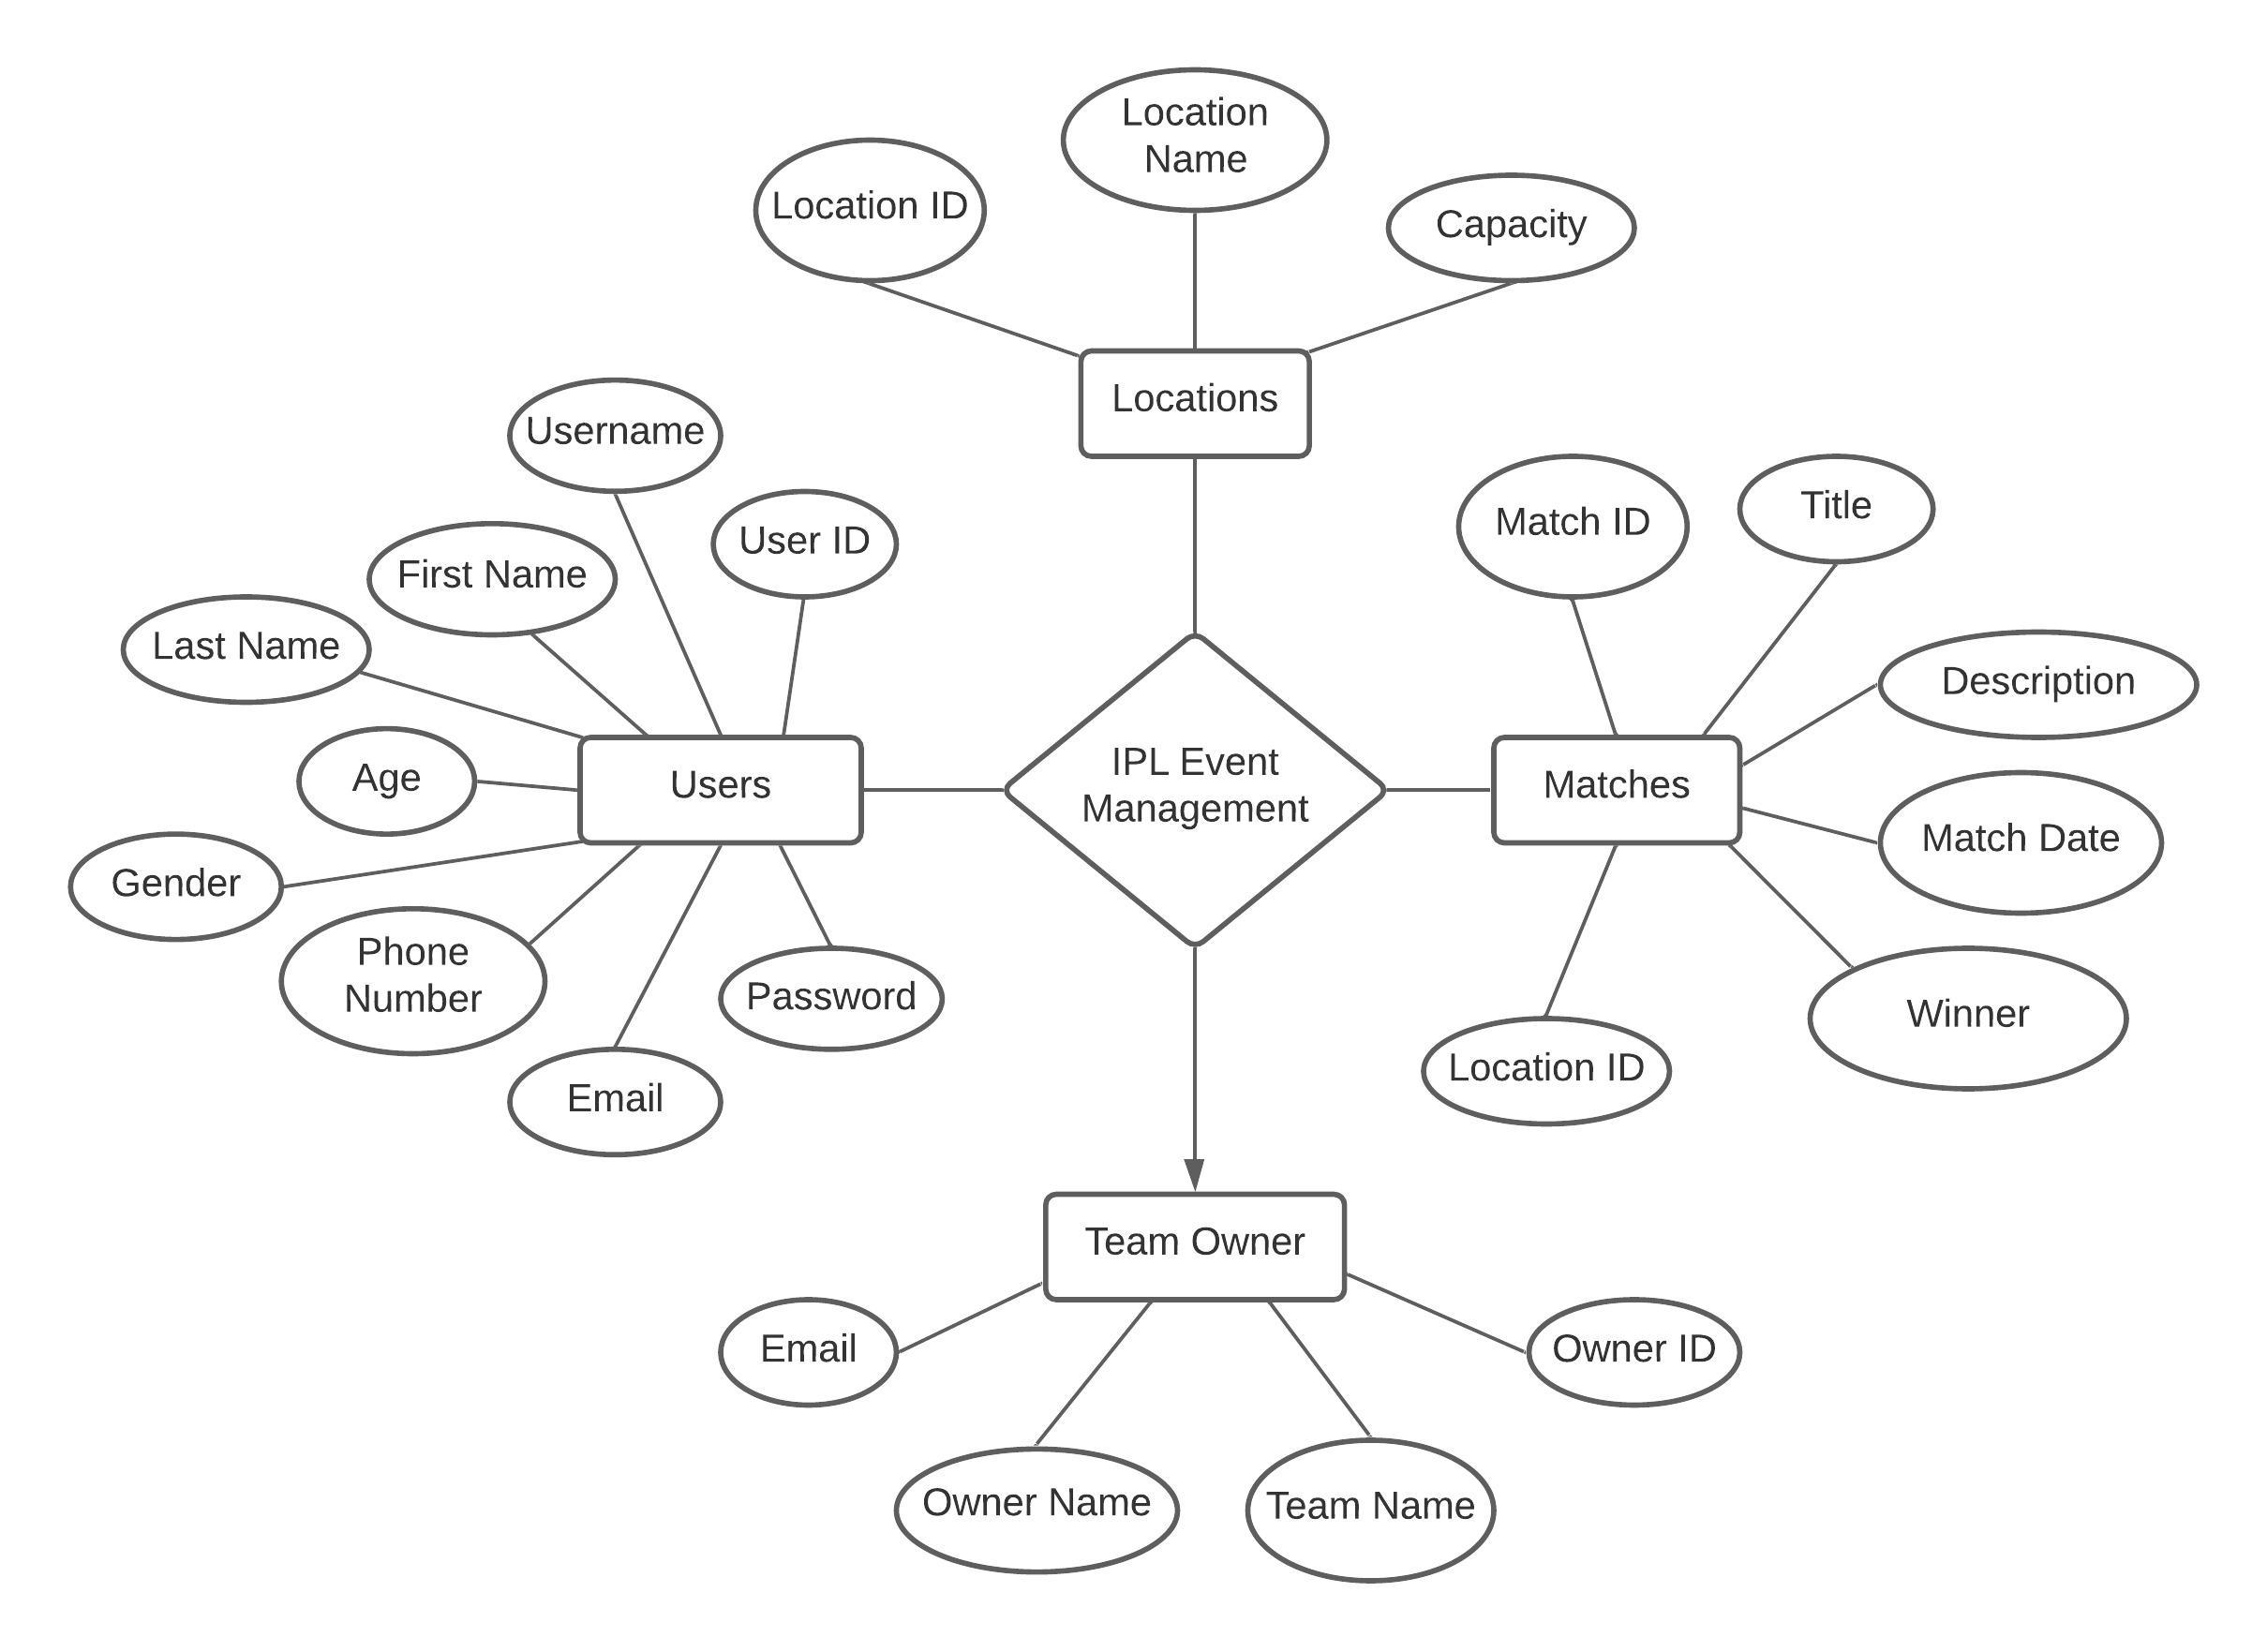 Location
Name
Location ID
Capacity
Locations
Username
Match ID
Title
User ID
First Name
Last Name
Description
Age
Users
IPL Event
Management
Matches
Match Date
Gender
Phone
Number
Password
Winner
Email
Location ID
Team Owner
Email
Owner ID
Owner Name
Team Name